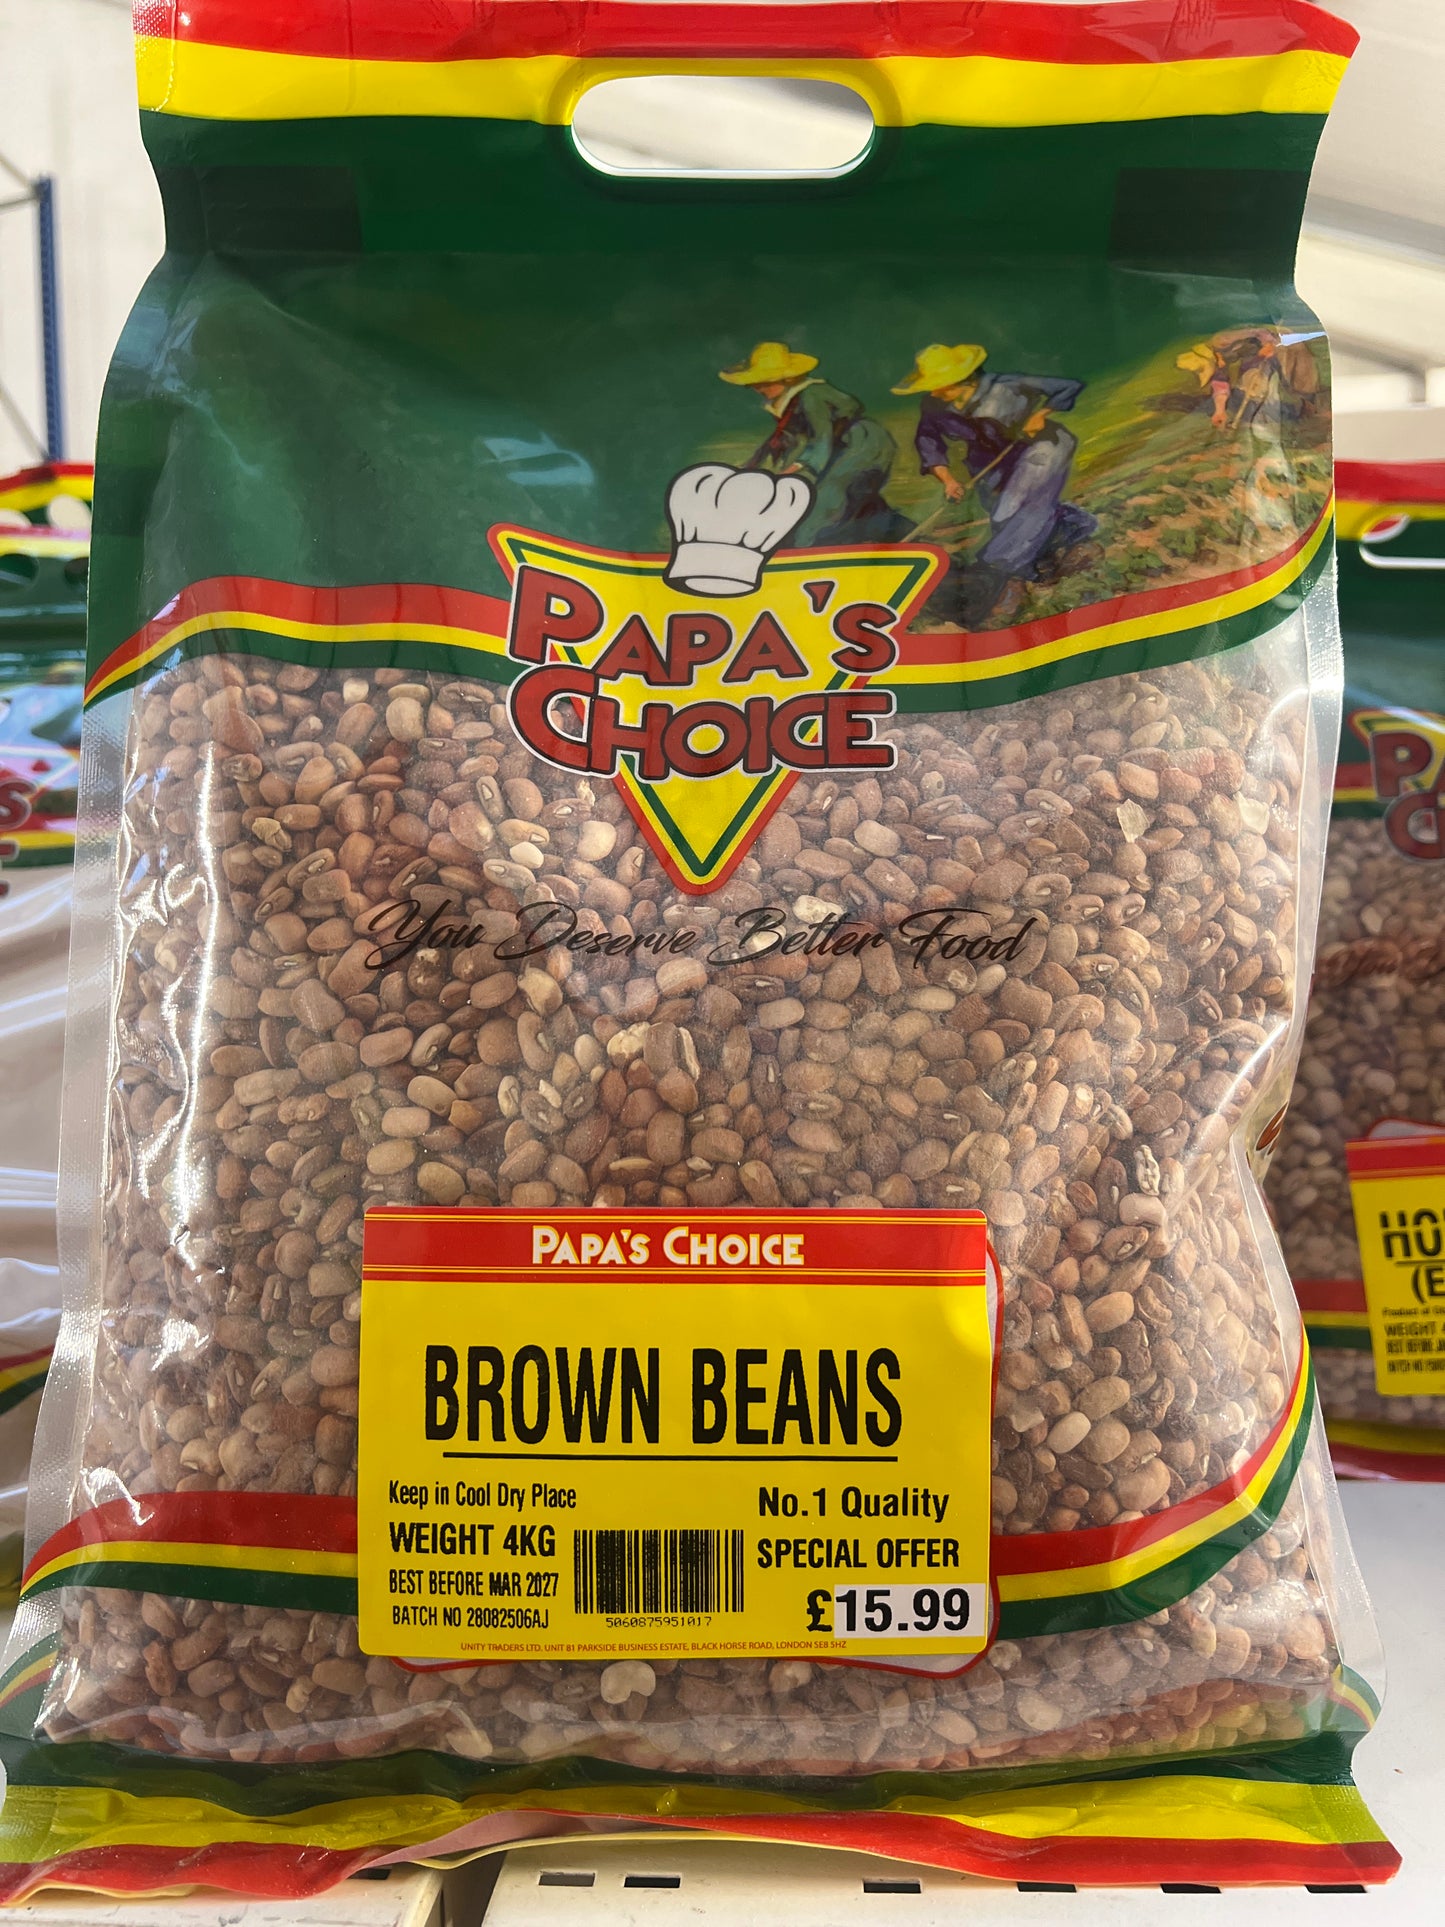 PAPA'S
CHOICE
You Deserve Better Food
PAPA'S CHOICE
BROWN BEANS
Keep in Cool Dry Place
WEIGHT 4KG
BEST BEFORE MAR 2027
BATCH NO 28082506AJ
5060875951017
No.1 Quality
SPECIAL OFFER
£15.99
UNITY TRADERS LTD. UNIT 81 PARKSIDE BUSINESS ESTATE, BLACK HORSE ROAD, LONDON SE8 5HZ
You
WEIGHT